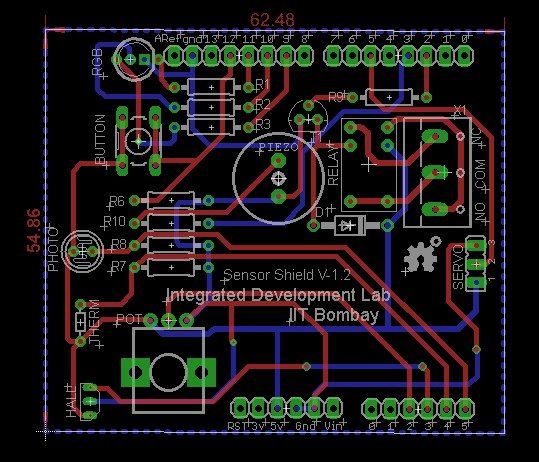 62.48
ARef gnd 13 12 11 10 9 8
7 6 5 4 3 2 1 0
RGB
R1
R2
R3
R9
X1
BUTTON
PIEZO
RELAY
NC
COM
NO
R6
D1
R10
54.86
PHOTO
R8
R7
Sensor Shield V-1.2
SERVO
3
2
1
Integrated Development Lab
IIT Bombay
THERM
POT
HALL
RST 3v 5v Gnd Vin
0 1 2 3 4 5